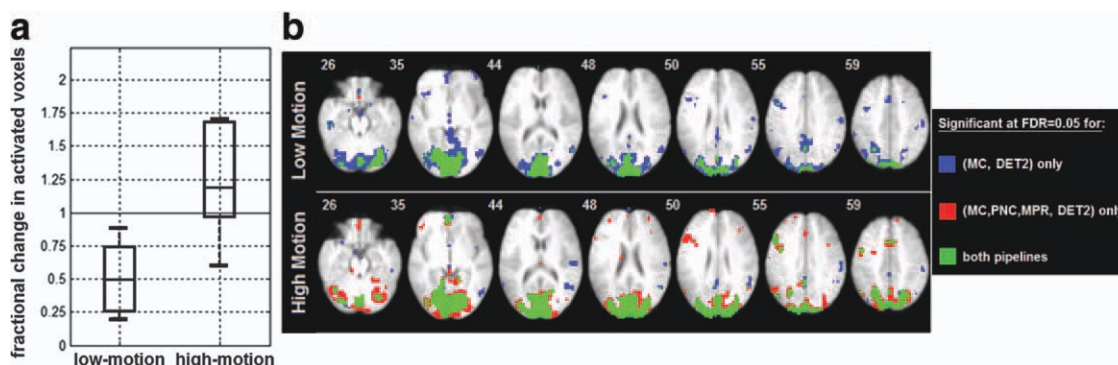 a
fractional change in activated voxels
2
1.75
1.5
1.25
1
0.75
0.5
0.25
0
low-motion high-motion
b
Low Motion
26 35 44 48 50 55 59
High Motion
26 35 44 48 50 55 59
Significant at FDR=0.05 for:
(MC, DET2) only
(MC,PNC,MPR, DET2) only
both pipelines